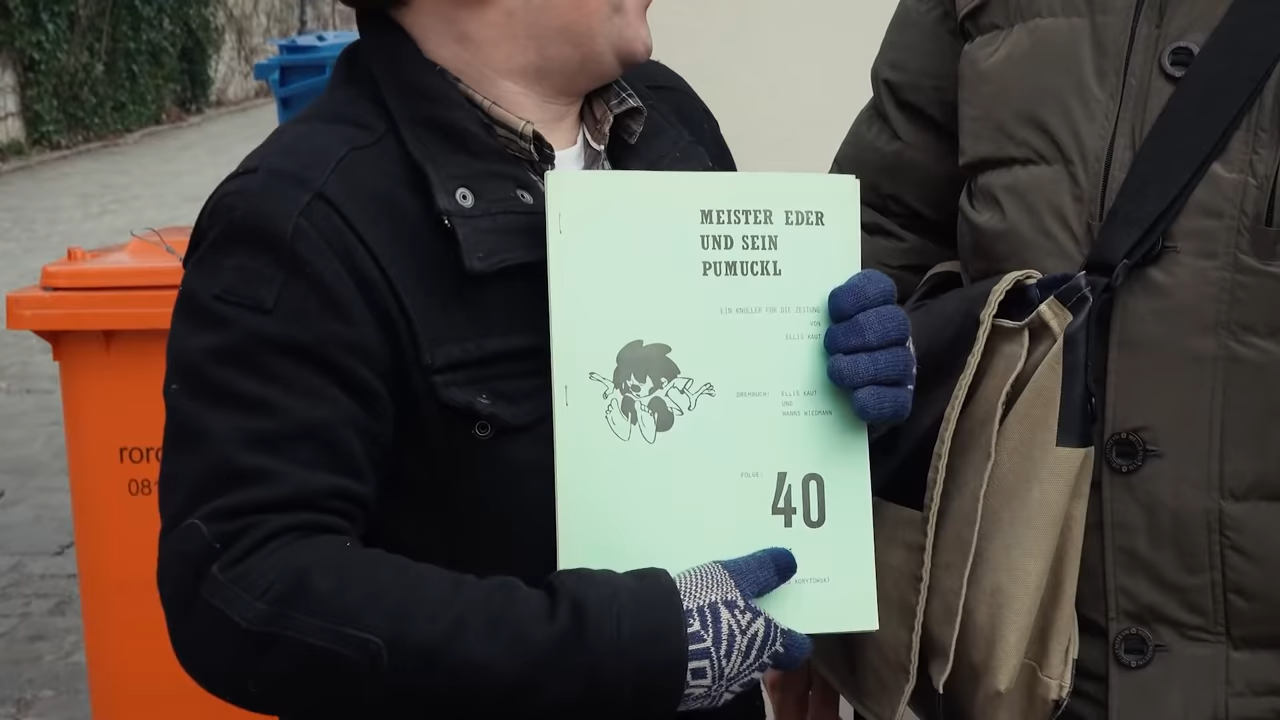 MEISTER EDER
UND SEIN
PUMUCKL
EIN KNÜLLER FÜR DIE ZEITUNG
VON
ELLIS KAUT
DREHBUCH: ELLIS KAUT
UND
HANNS WIEDMANN
FOLGE:
40
KORYTOWSKI
roro
081